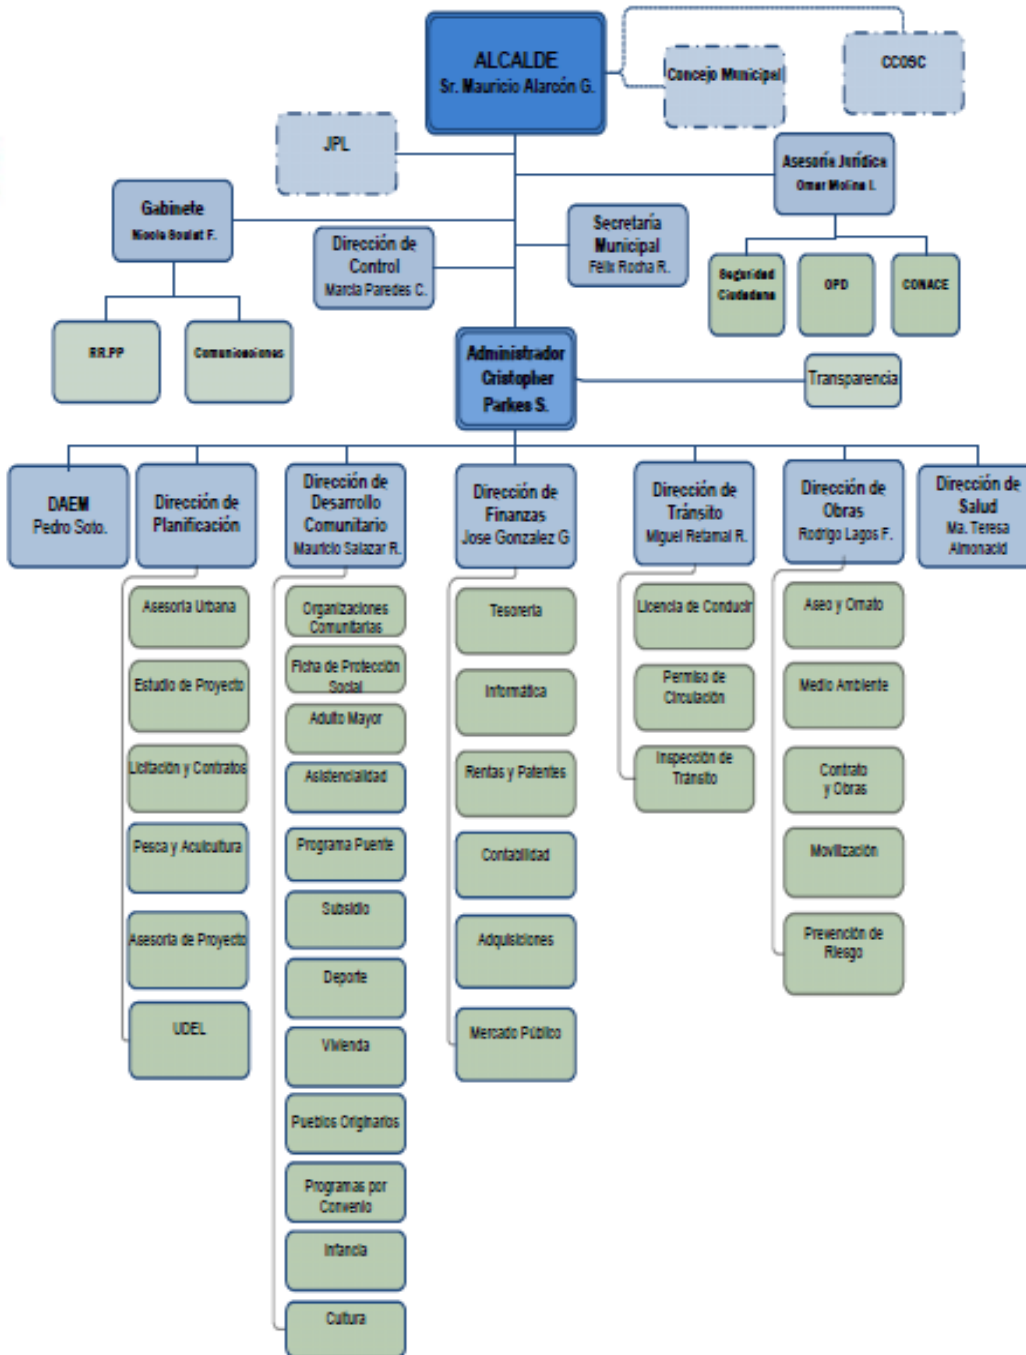 ALCALDE
Sr. Mauricio Alarcón G.
Concejo Municipal
CCOSC
JPL
Asesoría Jurídica
Omar Molina I.
Gabinete
Nicole Boulat F.
Dirección de
Control
Marcia Paredes C.
Secretaría
Municipal
Félix Rocha R.
Seguridad
Ciudadana
OPD
CONACE
RR.PP
Comunicaciones
Administrador
Cristopher
Parkes S.
Transparencia
DAEM
Pedro Soto.
Dirección de
Planificación
Dirección de
Desarrollo
Comunitario
Mauricio Salazar R.
Dirección de
Finanzas
Jose Gonzalez G
Dirección de
Tránsito
Miguel Retamal R.
Dirección de
Obras
Rodrigo Lagos F.
Dirección de
Salud
Ma. Teresa
Almonacid
Asesoria Urbana
Estudio de Proyecto
Licitación y Contratos
Pesca y Acuicultura
Asesoria de Proyecto
UDEL
Organizaciones
Comunitarias
Ficha de Protección
Social
Adulto Mayor
Asistencialidad
Programa Puente
Subsidio
Deporte
Vivienda
Pueblos Originarios
Programas por
Convenio
Infancia
Cultura
Tesorería
Informática
Rentas y Patentes
Contabilidad
Adquisiciones
Mercado Público
Licencia de Conducir
Permiso de
Circulación
Inspección de
Tránsito
Aseo y Ornato
Medio Ambiente
Contrato
y Obras
Movilización
Prevención de
Riesgo